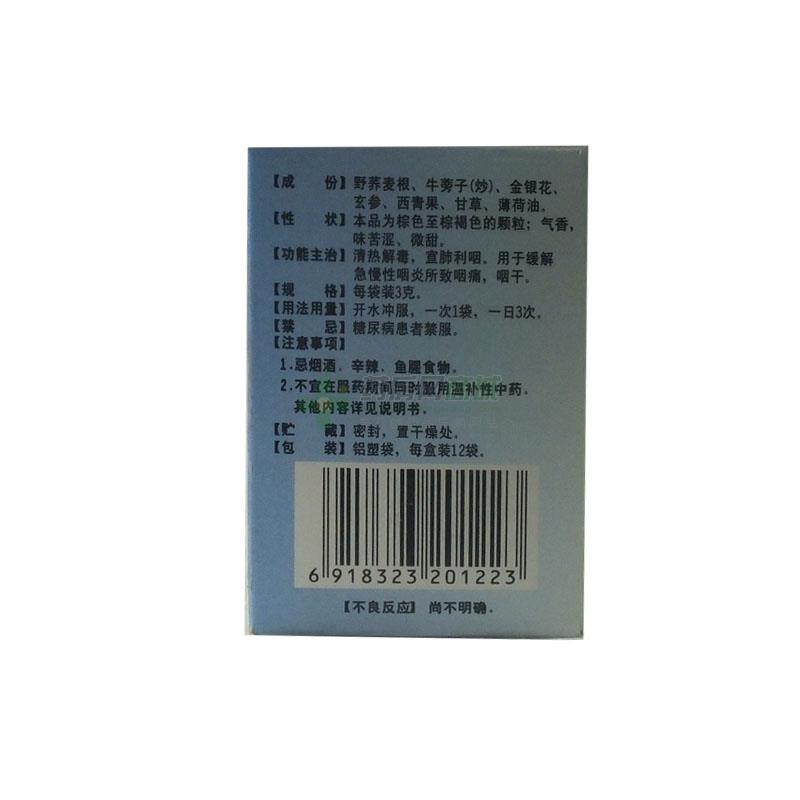 【成 份】野荞麦根、牛蒡子(炒)、金银花、
玄参、西青果、甘草、薄荷油。
【性 状】本品为棕色至棕褐色的颗粒；气香，
味苦涩、微甜。
【功能主治】清热解毒，宣肺利咽。用于缓解
急慢性咽炎所致咽痛，咽干。
【规 格】每袋装3克。
【用法用量】开水冲服，一次1袋，一日3次。
【禁 忌】糖尿病患者禁服。
【注意事项】
1.忌烟酒、辛辣、鱼腥食物。
2.不宜在服药期间同时服用温补性中药。
其他内容详见说明书。
【贮 藏】密封，置干燥处。
【包 装】铝塑袋，每盒装12袋。
6 918323 201223
【不良反应】尚不明确。